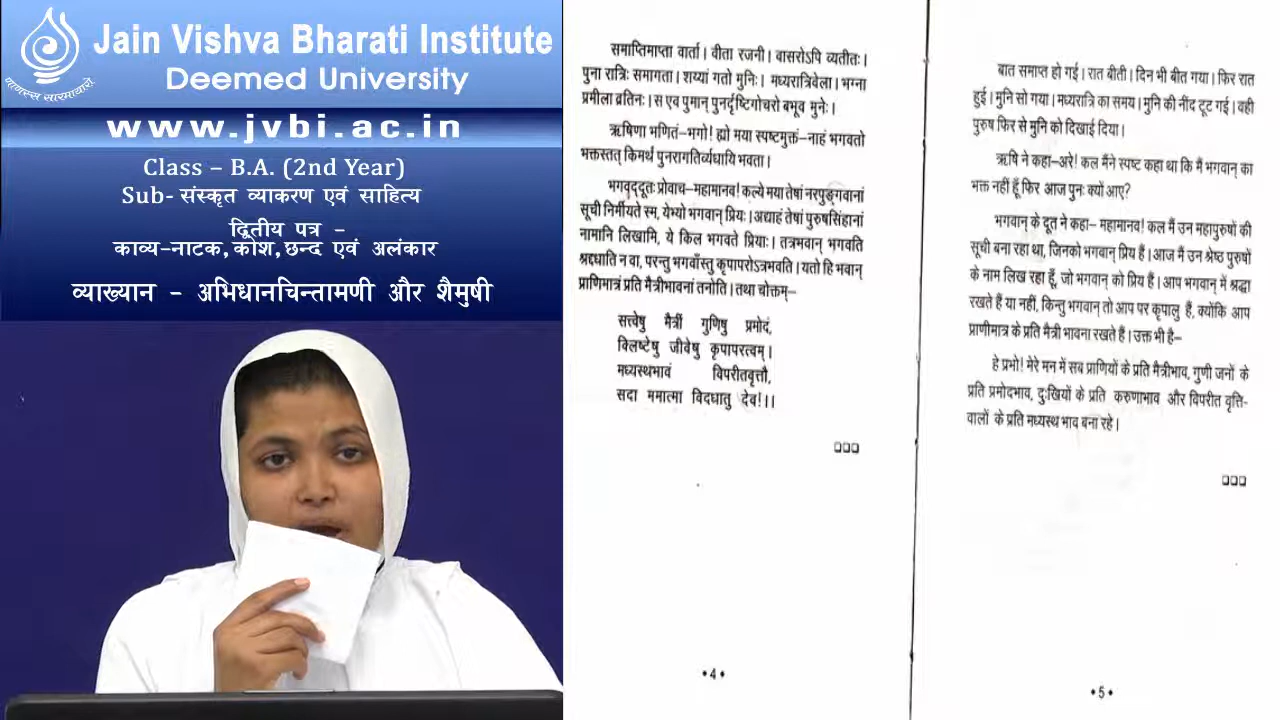 पाणस्स सारमायारो
Jain Vishva Bharati Institute
Deemed University
www.jvbi.ac.in
Class – B.A. (2nd Year)
Sub- संस्कृत व्याकरण एवं साहित्य
द्वितीय पत्र –
काव्य-नाटक, कोश, छन्द एवं अलंकार
व्याख्यान - अभिधानचिन्तामणी और शैमुषी
समाप्तिमाप्ता वार्ता। वीता रजनी। वासरोऽपि व्यतीतः।
पुना रात्रिः समागता। शय्यां गतो मुनिः। मध्यरात्रिवेला। भग्ना
प्रमीला व्रतिनः। स एव पुमान् पुनर्दृष्टिगोचरो बभूव मुनेः।
ऋषिणा भणितं–भगो! ह्यो मया स्पष्टमुक्तं–नाहं भगवतो
भक्तस्तत् किमर्थं पुनरागतिर्व्यधायि भवता।
भगवद्दूतः प्रोवाच–महामानव! कल्ये मया तेषां नरपुङ्गवानां
सूची निर्मीयते स्म, येभ्यो भगवान् प्रियः। अद्याहं तेषां पुरुषसिंहानां
नामानि लिखामि, ये किल भगवते प्रियाः। तत्रभवान् भगवति
श्रद्दधाति न वा, परन्तु भगवाँस्तु कृपापरोऽत्रभवति। यतो हि भवान्
प्राणिमात्रं प्रति मैत्रीभावनां तनोति। तथा चोक्तम्–
सत्त्वेषु मैत्रीं गुणिषु प्रमोदं,
क्लिष्टेषु जीवेषु कृपापरत्वम्।
मध्यस्थभावं विपरीतवृत्तौ,
सदा ममात्मा विदधातु देव!।।
•4•
बात समाप्त हो गई। रात बीती। दिन भी बीत गया। फिर रात
हुई। मुनि सो गया। मध्यरात्रि का समय। मुनि की नींद टूट गई। वही
पुरुष फिर से मुनि को दिखाई दिया।
ऋषि ने कहा–अरे! कल मैंने स्पष्ट कहा था कि मैं भगवान् का
भक्त नहीं हूँ फिर आज पुनः क्यों आए?
भगवान् के दूत ने कहा– महामानव! कल मैं उन महापुरुषों की
सूची बना रहा था, जिनको भगवान् प्रिय हैं। आज मैं उन श्रेष्ठ पुरुषों
के नाम लिख रहा हूँ, जो भगवान् को प्रिय हैं। आप भगवान् में श्रद्धा
रखते हैं या नहीं, किन्तु भगवान् तो आप पर कृपालु हैं, क्योंकि आप
प्राणीमात्र के प्रति मैत्री भावना रखते हैं। उक्त भी है–
हे प्रभो! मेरे मन में सब प्राणियों के प्रति मैत्रीभाव, गुणी जनों के
प्रति प्रमोदभाव, दुःखियों के प्रति करुणाभाव और विपरीत वृत्ति-
वालों के प्रति मध्यस्थ भाव बना रहे।
•5•